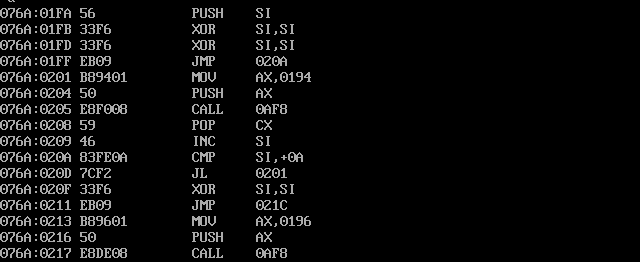 076A:01FA 56 PUSH SI
076A:01FB 33F6 XOR SI,SI
076A:01FD 33F6 XOR SI,SI
076A:01FF EB09 JMP 020A
076A:0201 B89401 MOV AX,0194
076A:0204 50 PUSH AX
076A:0205 E8F008 CALL 0AF8
076A:0208 59 POP CX
076A:0209 46 INC SI
076A:020A 83FE0A CMP SI,+0A
076A:020D 7CF2 JL 0201
076A:020F 33F6 XOR SI,SI
076A:0211 EB09 JMP 021C
076A:0213 B89601 MOV AX,0196
076A:0216 50 PUSH AX
076A:0217 E8DE08 CALL 0AF8